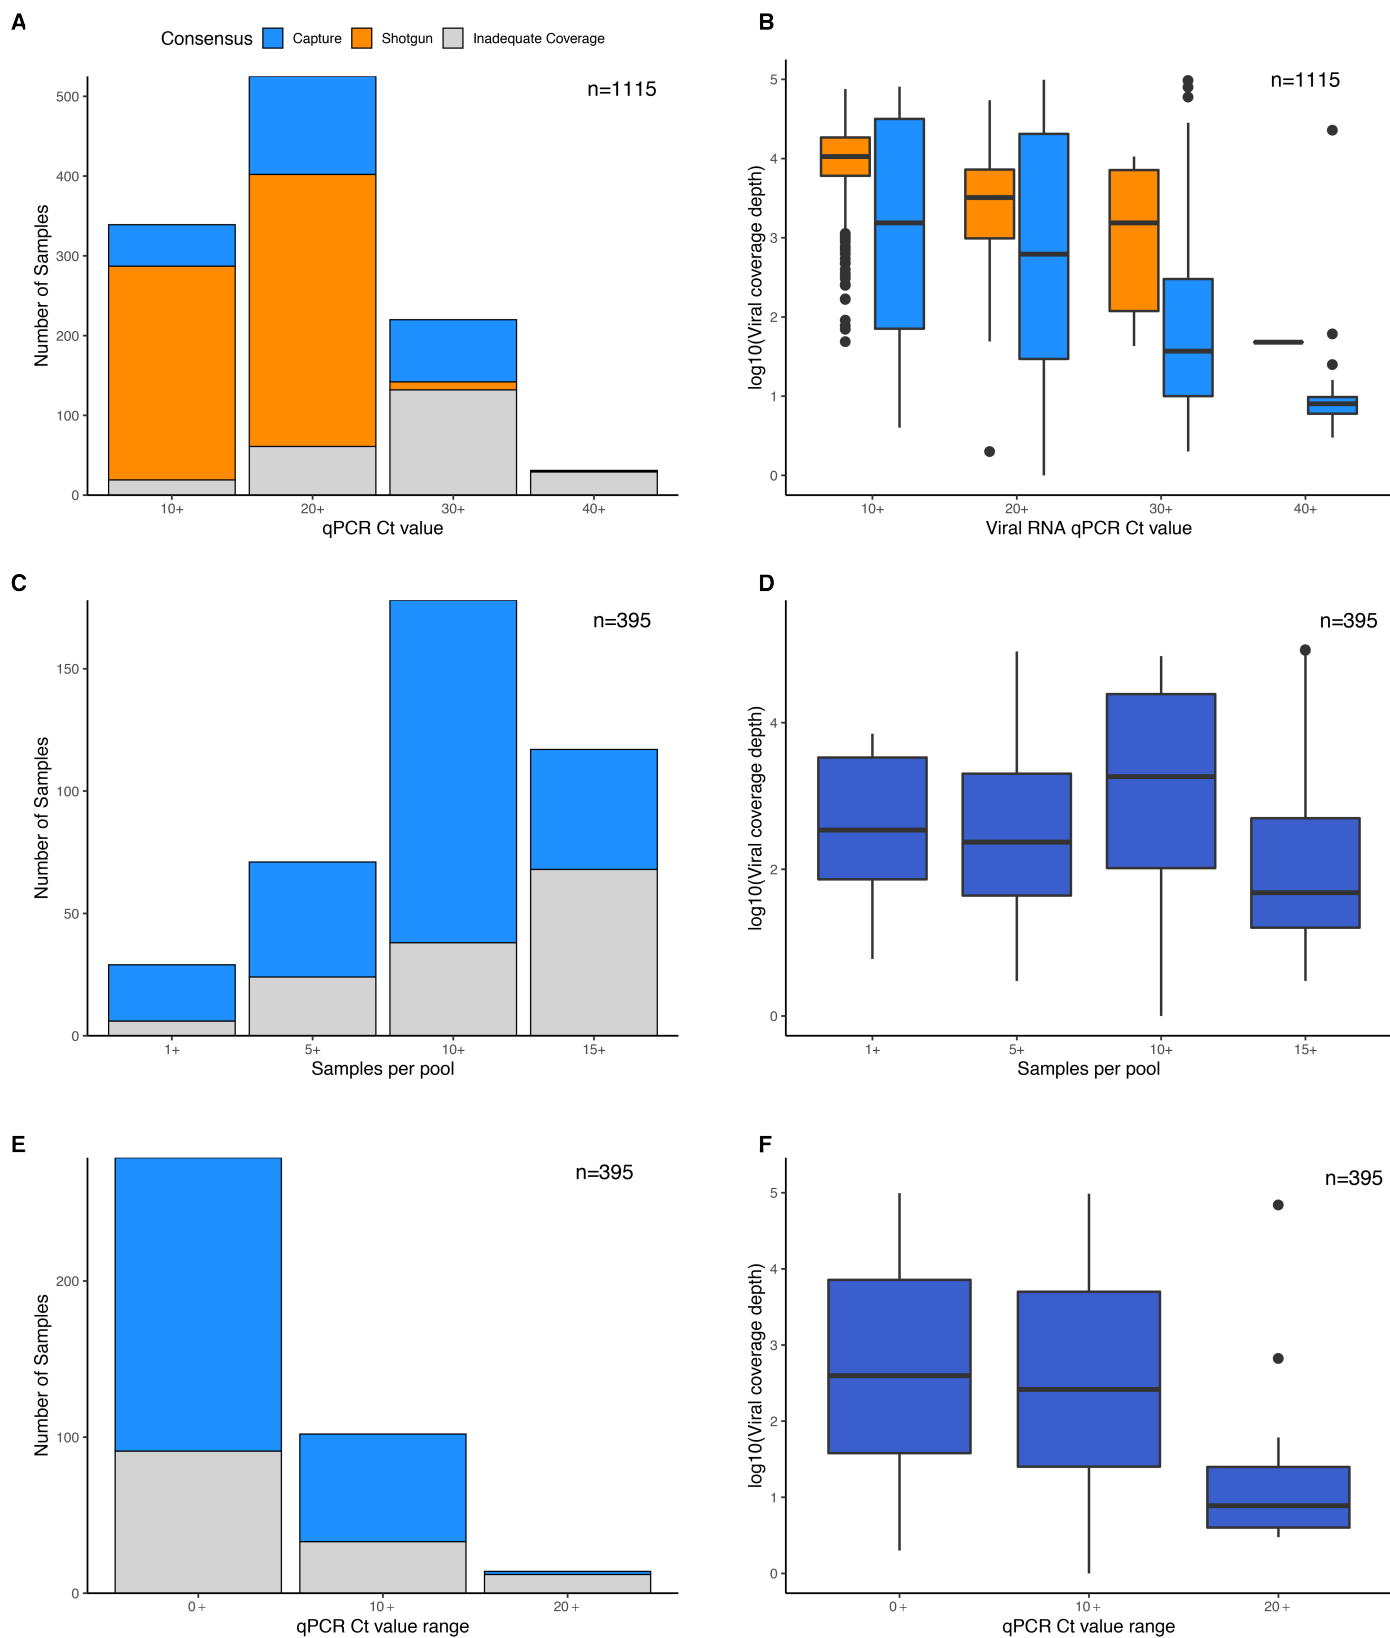 A
Consensus Capture Shotgun Inadequate Coverage
n=1115
Number of Samples
500
400
300
200
100
0
10+ 20+ 30+ 40+
qPCR Ct value
B
n=1115
log10(Viral coverage depth)
5
4
3
2
1
0
10+ 20+ 30+ 40+
Viral RNA qPCR Ct value
C
n=395
Number of Samples
150
100
50
0
1+ 5+ 10+ 15+
Samples per pool
D
n=395
log10(Viral coverage depth)
4
2
0
1+ 5+ 10+ 15+
Samples per pool
E
n=395
Number of Samples
200
100
0
0+ 10+ 20+
qPCR Ct value range
F
n=395
log10(Viral coverage depth)
5
4
3
2
1
0
0+ 10+ 20+
qPCR Ct value range